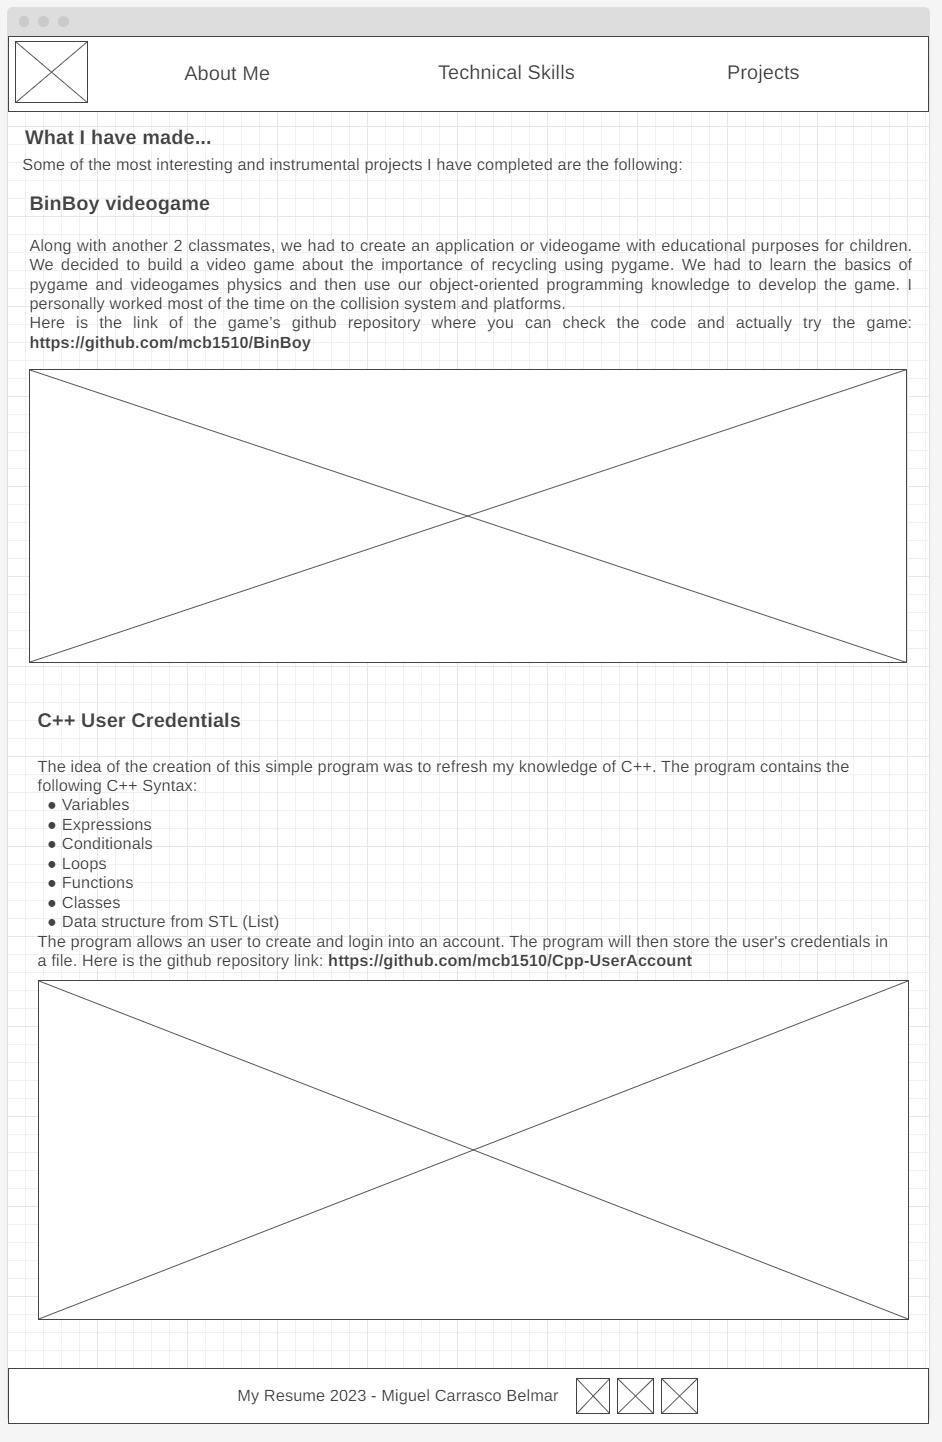 About Me
Technical Skills
Projects
What I have made...
Some of the most interesting and instrumental projects I have completed are the following:
BinBoy videogame
Along with another 2 classmates, we had to create an application or videogame with educational purposes for children.
We decided to build a video game about the importance of recycling using pygame. We had to learn the basics of
pygame and videogames physics and then use our object-oriented programming knowledge to develop the game. I
personally worked most of the time on the collision system and platforms.
Here is the link of the game's github repository where you can check the code and actually try the game:
https://github.com/mcb1510/BinBoy
C++ User Credentials
The idea of the creation of this simple program was to refresh my knowledge of C++. The program contains the
following C++ Syntax:
● Variables
● Expressions
● Conditionals
● Loops
● Functions
● Classes
● Data structure from STL (List)
The program allows an user to create and login into an account. The program will then store the user's credentials in
a file. Here is the github repository link: https://github.com/mcb1510/Cpp-UserAccount
My Resume 2023 - Miguel Carrasco Belmar